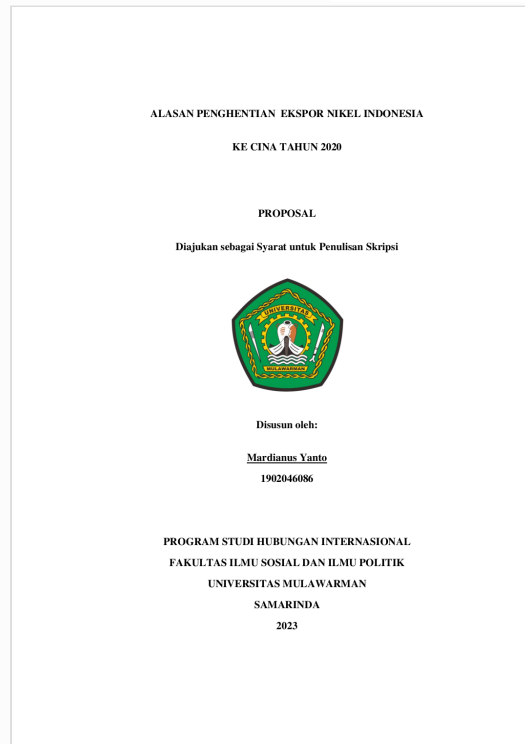 ALASAN PENGHENTIAN EKSPOR NIKEL INDONESIA
KE CINA TAHUN 2020
PROPOSAL
Diajukan sebagai Syarat untuk Penulisan Skripsi
UNIVERSITAS
MULAWARMAN
Disusun oleh:
Mardianus Yanto
1902046086
PROGRAM STUDI HUBUNGAN INTERNASIONAL
FAKULTAS ILMU SOSIAL DAN ILMU POLITIK
UNIVERSITAS MULAWARMAN
SAMARINDA
2023